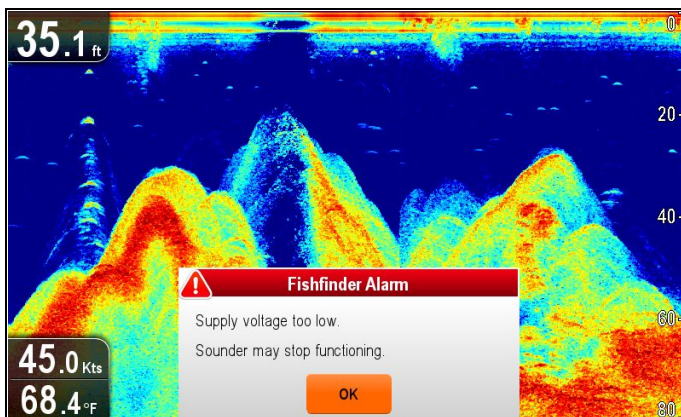 35.1 ft
0
20
40
Fishfinder Alarm
Supply voltage too low.
60
Sounder may stop functioning.
45.0 Kts
OK
68.4 °F
80